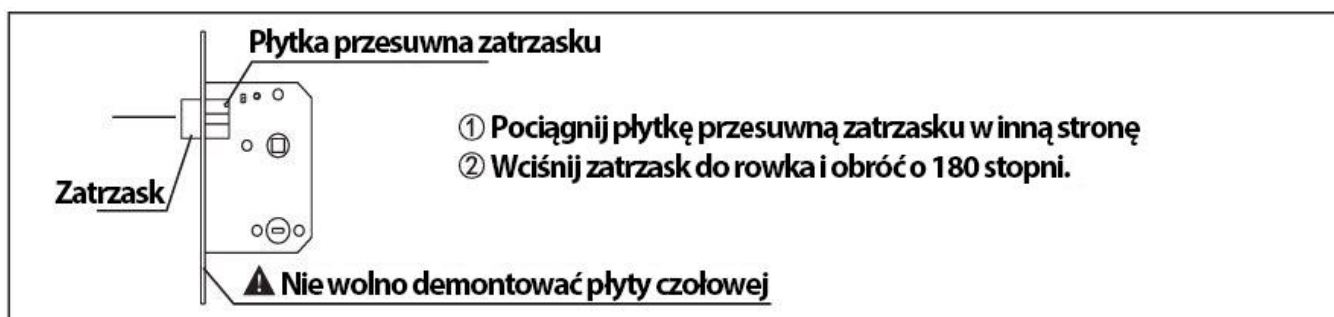 Płytka przesuwna zatrzasku
① Pociągnij płytkę przesuwną zatrzasku w inną stronę
② Wciśnij zatrzask do rowka i obróć o 180 stopni.
Zatrzask
⚠ Nie wolno demontować płyty czołowej